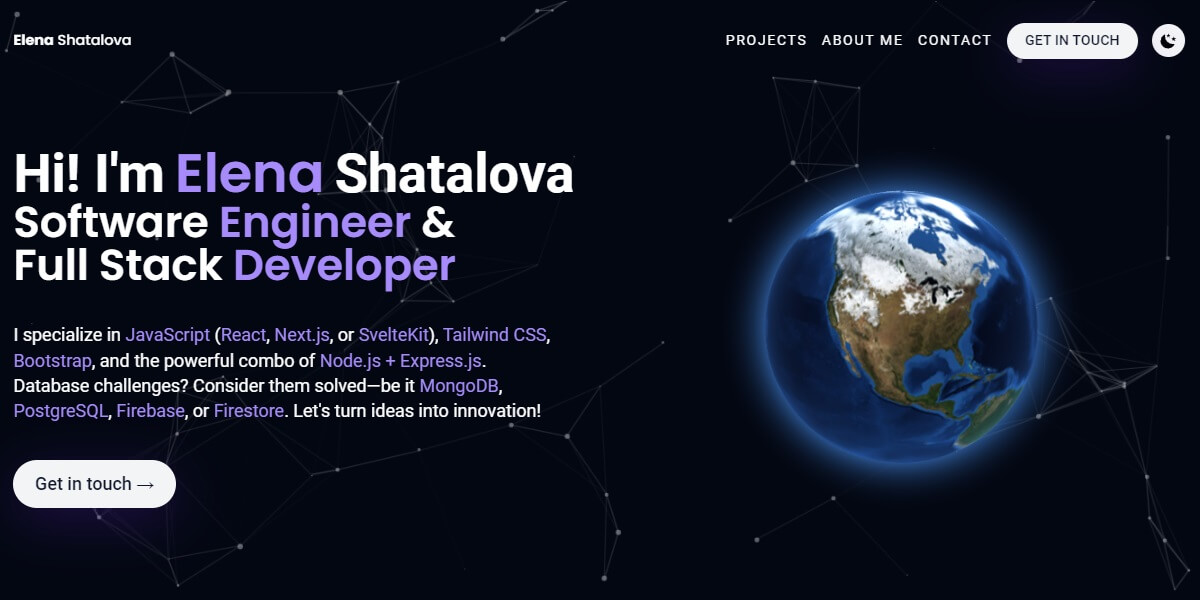 Elena Shatalova
PROJECTS ABOUT ME CONTACT GET IN TOUCH
Hi! I'm Elena Shatalova
Software Engineer &
Full Stack Developer
I specialize in JavaScript (React, Next.js, or SvelteKit), Tailwind CSS,
Bootstrap, and the powerful combo of Node.js + Express.js.
Database challenges? Consider them solved—be it MongoDB,
PostgreSQL, Firebase, or Firestore. Let's turn ideas into innovation!
Get in touch →